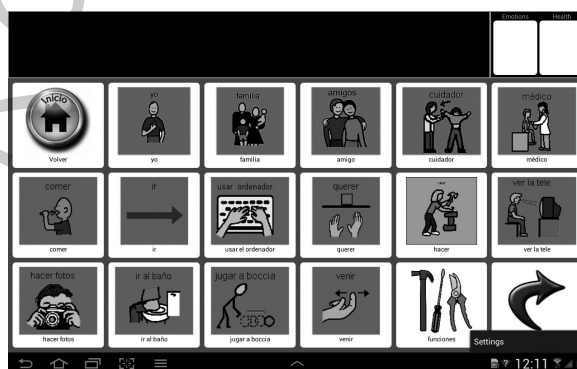 Emotions Health
Inicio
yo
familia
amigos
cuidador
médico
Volver
yo
familia
amigo
cuidador
médico
comer
ir
usar ordenador
querer
ver la tele
comer
ir
usar el ordenador
querer
hacer
ver la tele
hacer fotos
ir al baño
jugar a boccia
venir
hacer fotos
ir al baño
jugar a boccia
venir
funciones
Settings
12:11